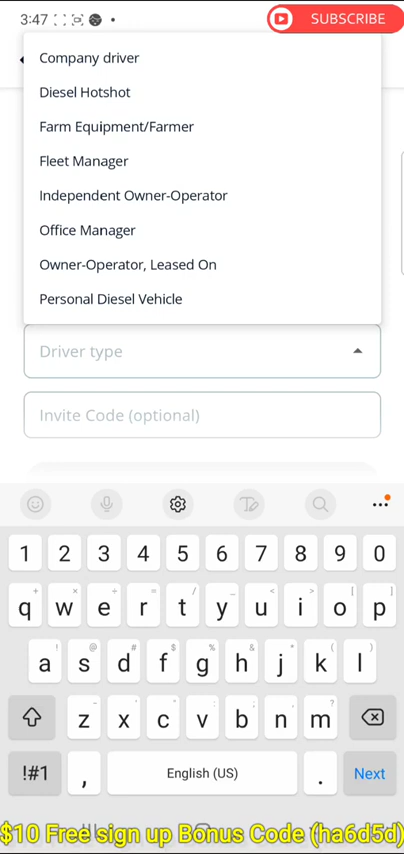 3:47
SUBSCRIBE
Company driver
Diesel Hotshot
Farm Equipment/Farmer
Fleet Manager
Independent Owner-Operator
Office Manager
Owner-Operator, Leased On
Personal Diesel Vehicle
Driver type
Invite Code (optional)
1 2 3 4 5 6 7 8 9 0
+ × ÷ = / _ < > [ ]
q w e r t y u i o p
! @ # $ % ^ & * ( )
a s d f g h j k l
- ' " : ; , ?
z x c v b n m
!#1 , English (US) . Next
$10 Free sign up Bonus Code (ha6d5d)